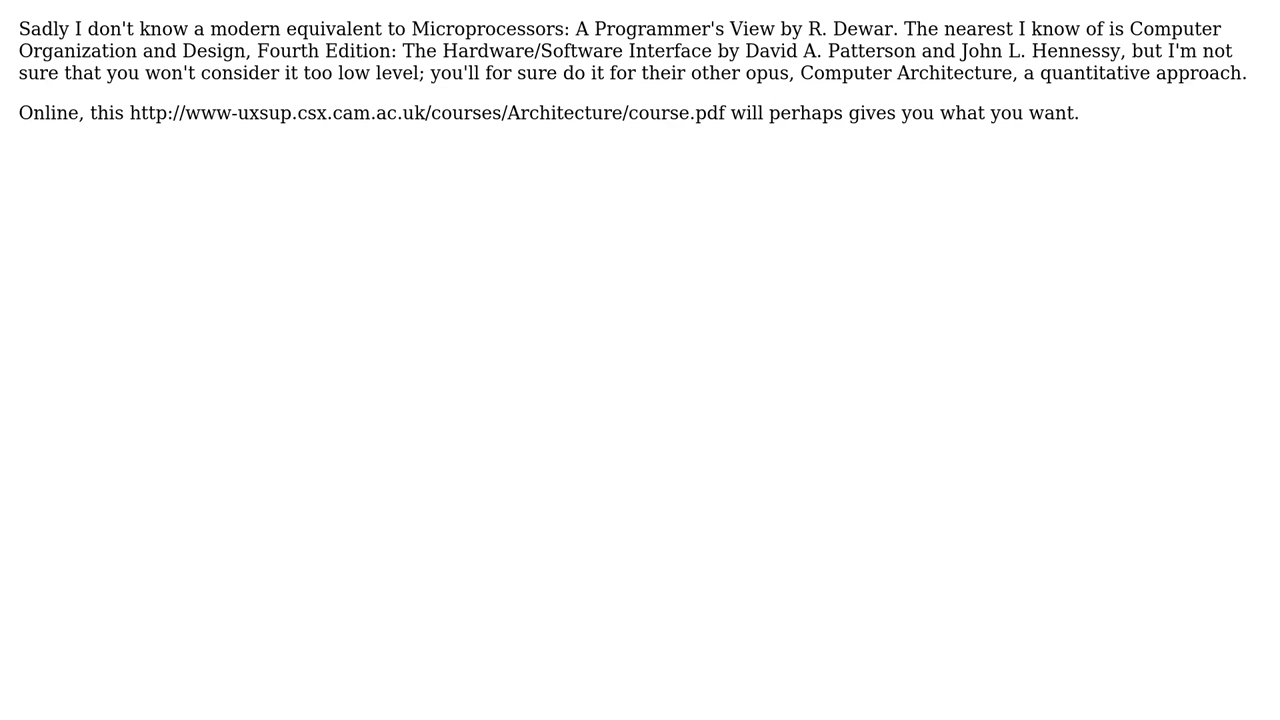 Sadly I don't know a modern equivalent to Microprocessors: A Programmer's View by R. Dewar. The nearest I know of is Computer
Organization and Design, Fourth Edition: The Hardware/Software Interface by David A. Patterson and John L. Hennessy, but I'm not
sure that you won't consider it too low level; you'll for sure do it for their other opus, Computer Architecture, a quantitative approach.
Online, this http://www-uxsup.csx.cam.ac.uk/courses/Architecture/course.pdf will perhaps gives you what you want.